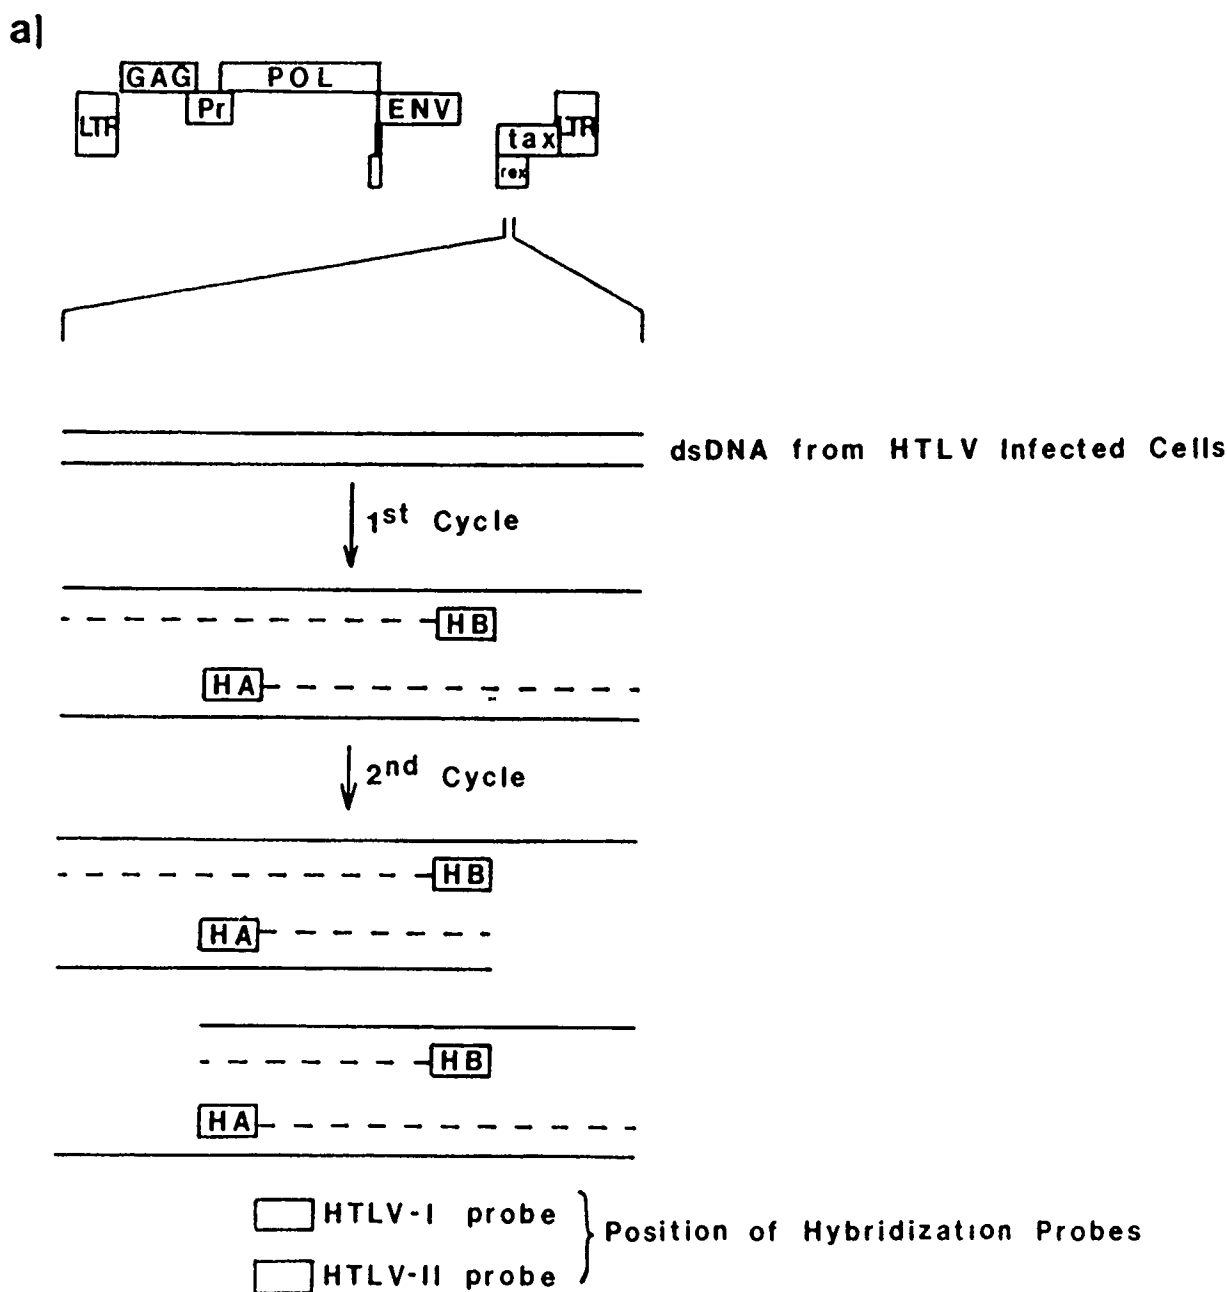 a)
GAG
POL
Pr
ENV
LTR
tax
LTR
rex
dsDNA from HTLV Infected Cells
1st Cycle
HB
HA
2nd Cycle
HB
HA
HB
HA
HTLV-I probe
HTLV-II probe
Position of Hybridization Probes